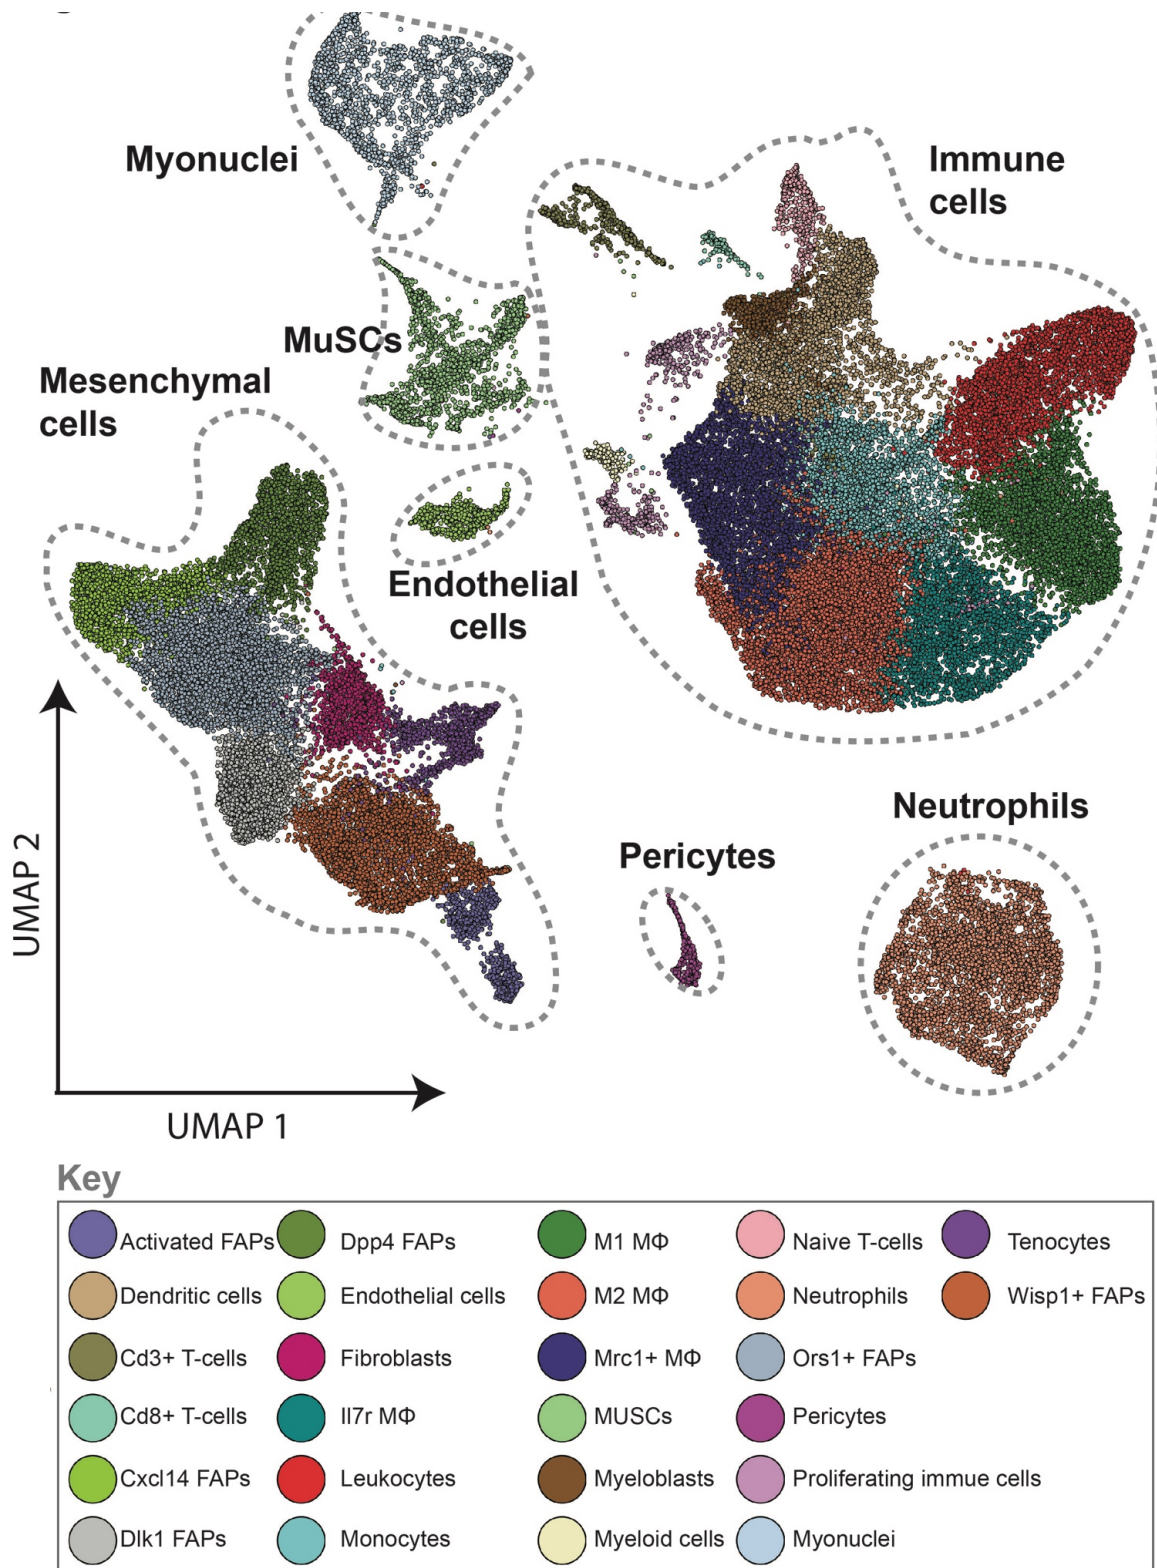 Myonuclei
Immune
cells
MuSCs
Mesenchymal
cells
Endothelial
cells
Neutrophils
Pericytes
UMAP 2
UMAP 1
Key
Activated FAPs
Dpp4 FAPs
M1 MΦ
Naive T-cells
Tenocytes
Dendritic cells
Endothelial cells
M2 MΦ
Neutrophils
Wisp1+ FAPs
Cd3+ T-cells
Fibroblasts
Mrc1+ MΦ
Ors1+ FAPs
Cd8+ T-cells
Il7r MΦ
MUSCs
Pericytes
Cxcl14 FAPs
Leukocytes
Myeloblasts
Proliferating immue cells
Dlk1 FAPs
Monocytes
Myeloid cells
Myonuclei